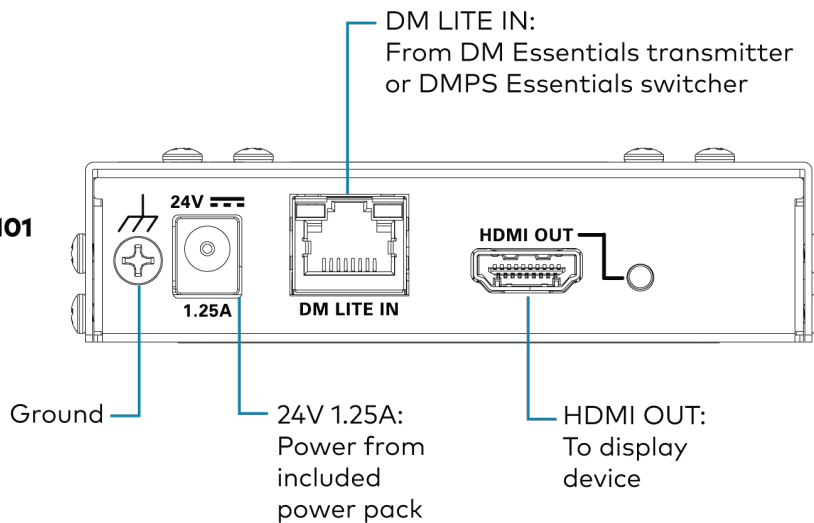 DM LITE IN:
From DM Essentials transmitter
or DMPS Essentials switcher
24V
101
HDMI OUT
1.25A
DM LITE IN
Ground
24V 1.25A:
Power from
included
power pack
HDMI OUT:
To display
device